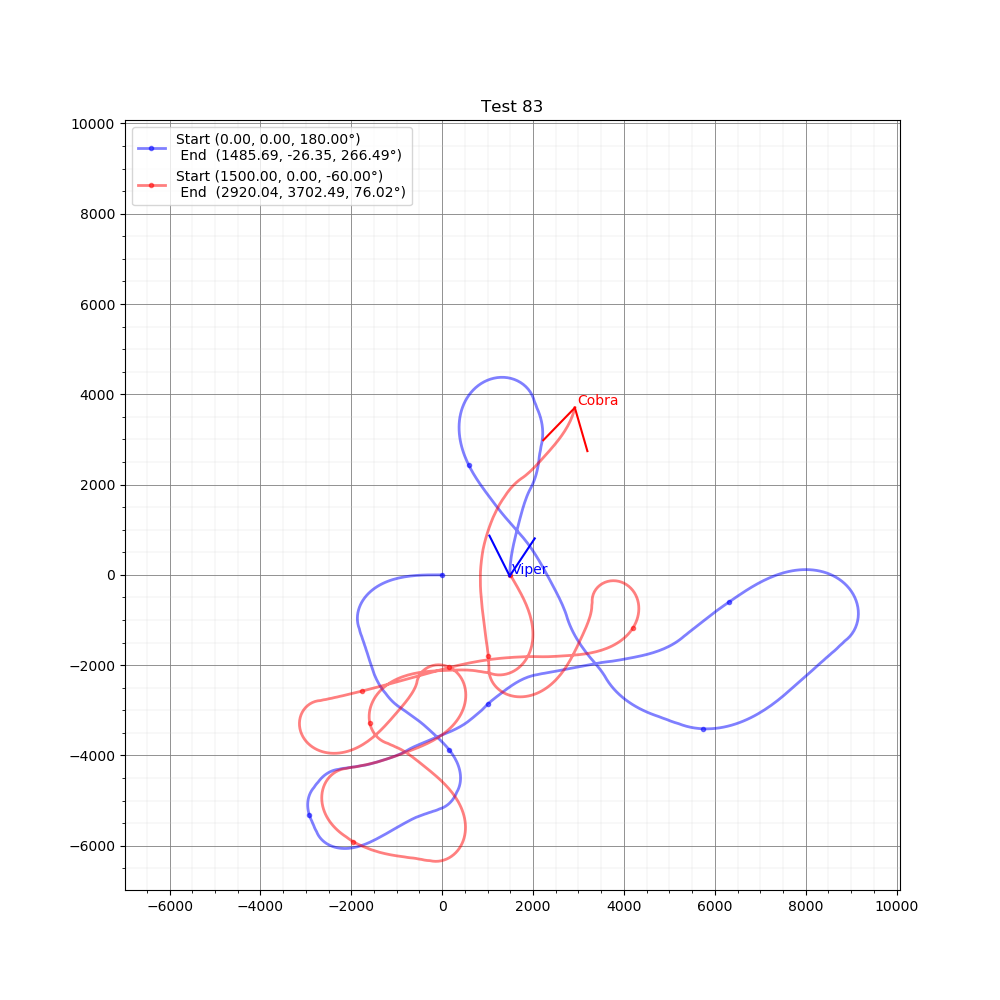 Test 83
Start (0.00, 0.00, 180.00°)
End (1485.69, -26.35, 266.49°)
Start (1500.00, 0.00, -60.00°)
End (2920.04, 3702.49, 76.02°)
10000
8000
6000
4000
2000
0
−2000
−4000
−6000
Cobra
Viper
−6000 −4000 −2000 0 2000 4000 6000 8000 10000